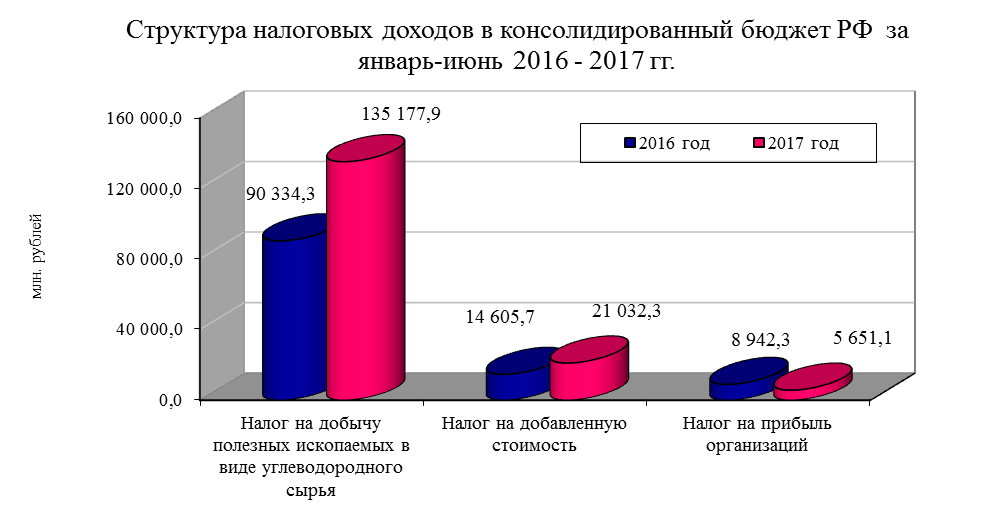 Структура налоговых доходов в консолидированный бюджет РФ за
январь-июнь 2016 - 2017 гг.
160 000,0
120 000,0
80 000,0
40 000,0
0,0
млн. рублей
90 334,3
135 177,9
14 605,7
21 032,3
8 942,3
5 651,1
2016 год
2017 год
Налог на добычу
полезных ископаемых в
виде углеводородного
сырья
Налог на добавленную
стоимость
Налог на прибыль
организаций